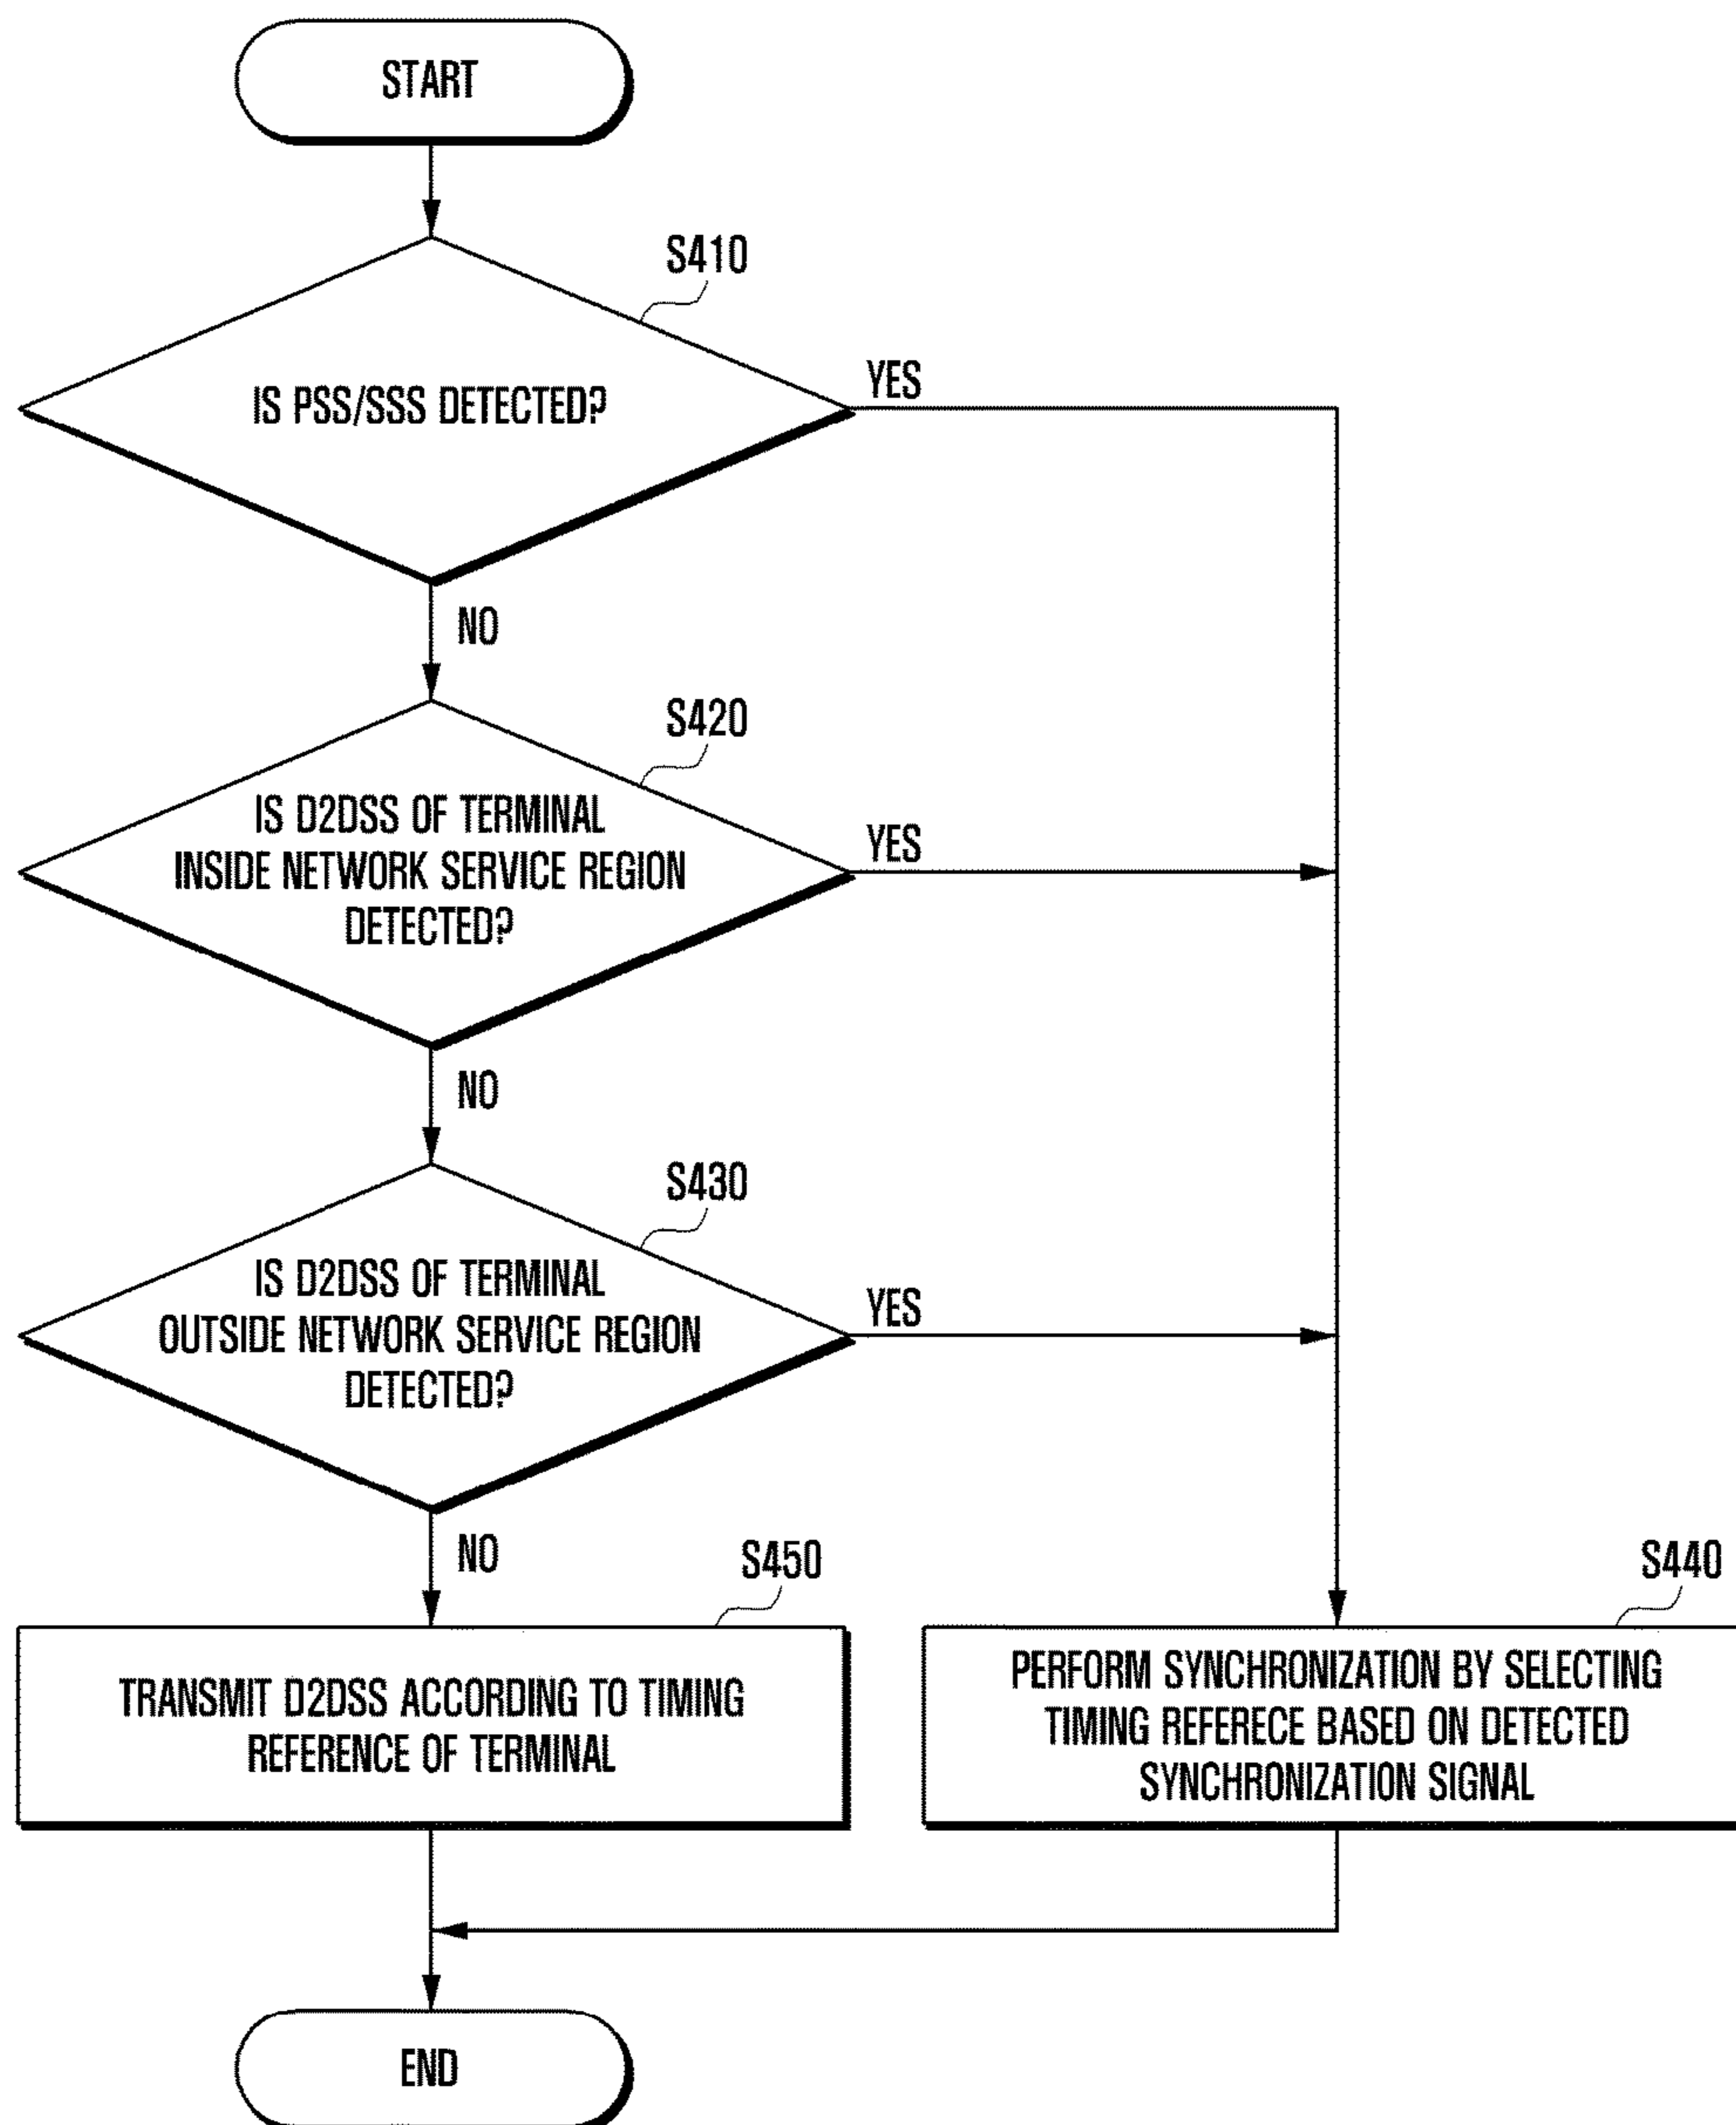 START
S410
IS PSS/SSS DETECTED?
YES
NO
S420
IS D2DSS OF TERMINAL
INSIDE NETWORK SERVICE REGION
DETECTED?
YES
NO
S430
IS D2DSS OF TERMINAL
OUTSIDE NETWORK SERVICE REGION
DETECTED?
YES
NO
S450
TRANSMIT D2DSS ACCORDING TO TIMING
REFERENCE OF TERMINAL
S440
PERFORM SYNCHRONIZATION BY SELECTING
TIMING REFERECE BASED ON DETECTED
SYNCHRONIZATION SIGNAL
END